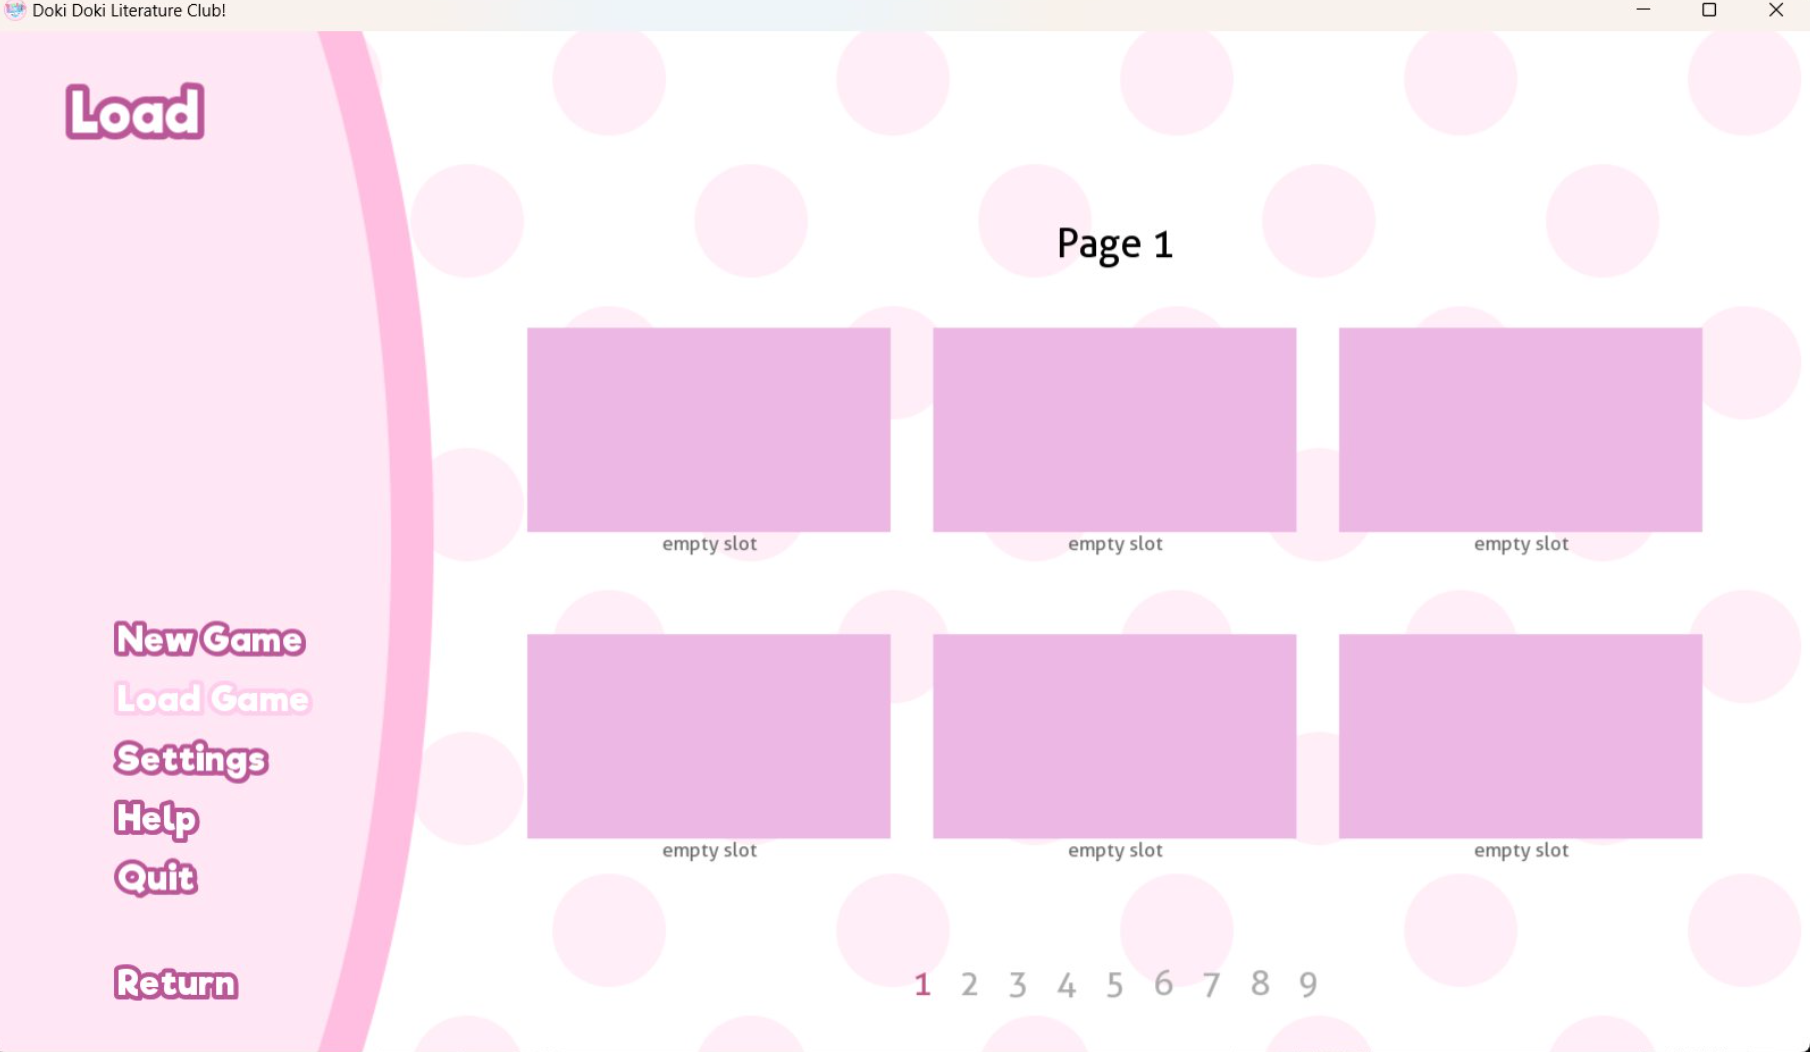 Doki Doki Literature Club!
Load
Page 1
empty slot
empty slot
empty slot
empty slot
empty slot
empty slot
New Game
Load Game
Settings
Help
Quit
Return
1 2 3 4 5 6 7 8 9